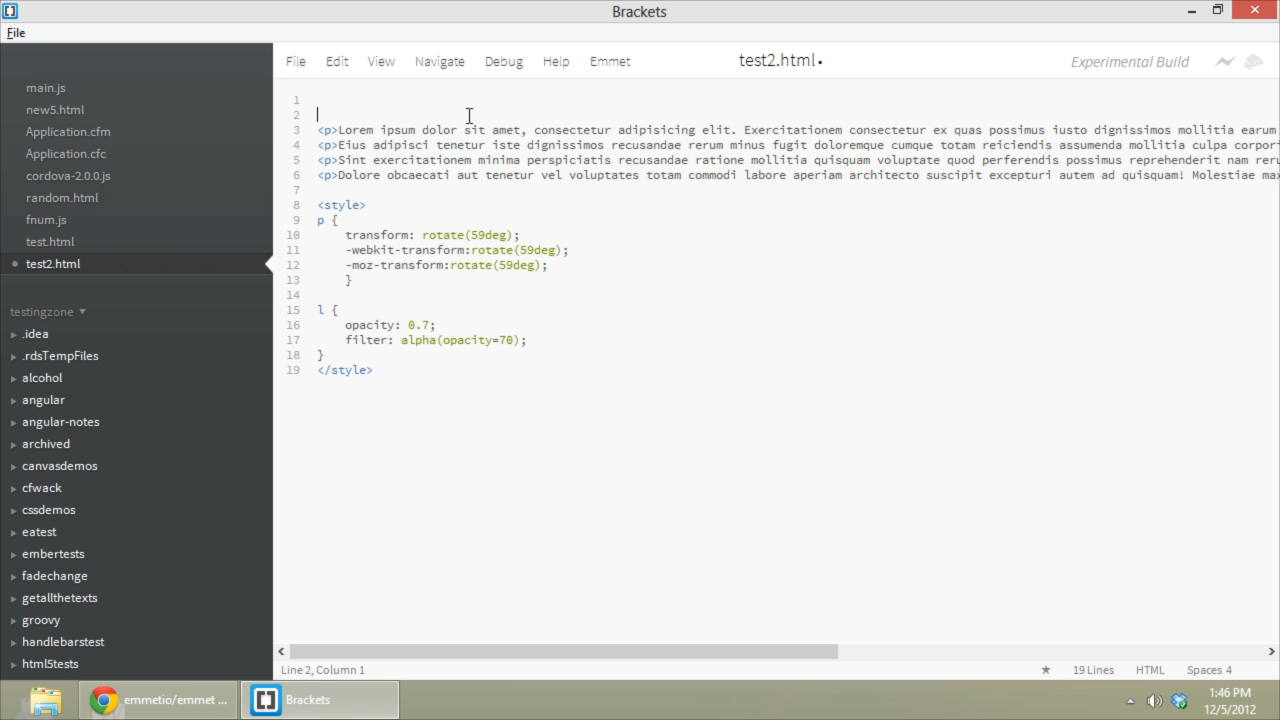 Brackets
File
File Edit View Navigate Debug Help Emmet
test2.html •
Experimental Build
main.js
new5.html
Application.cfm
Application.cfc
cordova-2.0.0.js
random.html
fnum.js
test.html
test2.html
testingzone
.idea
.rdsTempFiles
alcohol
angular
angular-notes
archived
canvasdemos
cfwack
cssdemos
eatest
embertests
fadechange
getallthetexts
groovy
handlebarstest
html5tests
1
2
3 <p>Lorem ipsum dolor sit amet, consectetur adipisicing elit. Exercitationem consectetur ex quas possimus iusto dignissimos mollitia earum
4 <p>Eius adipisci tenetur iste dignissimos recusandae rerum minus fugit doloremque cumque totam reiciendis assumenda mollitia culpa corpori
5 <p>Sint exercitationem minima perspiciatis recusandae ratione mollitia quisquam voluptate quod perferendis possimus reprehenderit nam rer
6 <p>Dolore obcaecati aut tenetur vel voluptates totam commodi labore aperiam architecto suscipit excepturi autem ad quisquam! Molestiae max
7
8 <style>
9 p {
10 transform: rotate(59deg);
11 -webkit-transform:rotate(59deg);
12 -moz-transform:rotate(59deg);
13 }
14
15 l {
16 opacity: 0.7;
17 filter: alpha(opacity=70);
18 }
19 </style>
Line 2, Column 1
19 Lines HTML Spaces 4
emmetio/emmet ...
Brackets
1:46 PM
12/5/2012